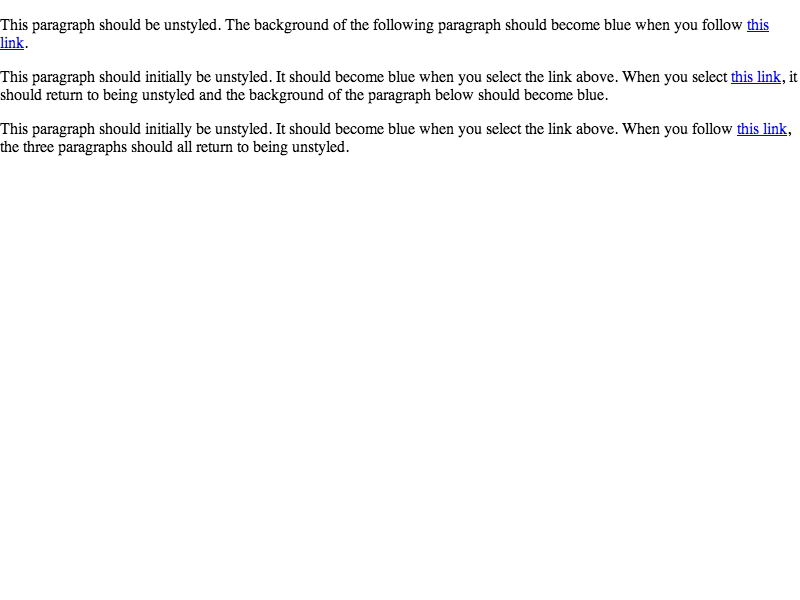 This paragraph should be unstyled. The background of the following paragraph should become blue when you follow this
link.
This paragraph should initially be unstyled. It should become blue when you select the link above. When you select this link, it
should return to being unstyled and the background of the paragraph below should become blue.
This paragraph should initially be unstyled. It should become blue when you select the link above. When you follow this link,
the three paragraphs should all return to being unstyled.